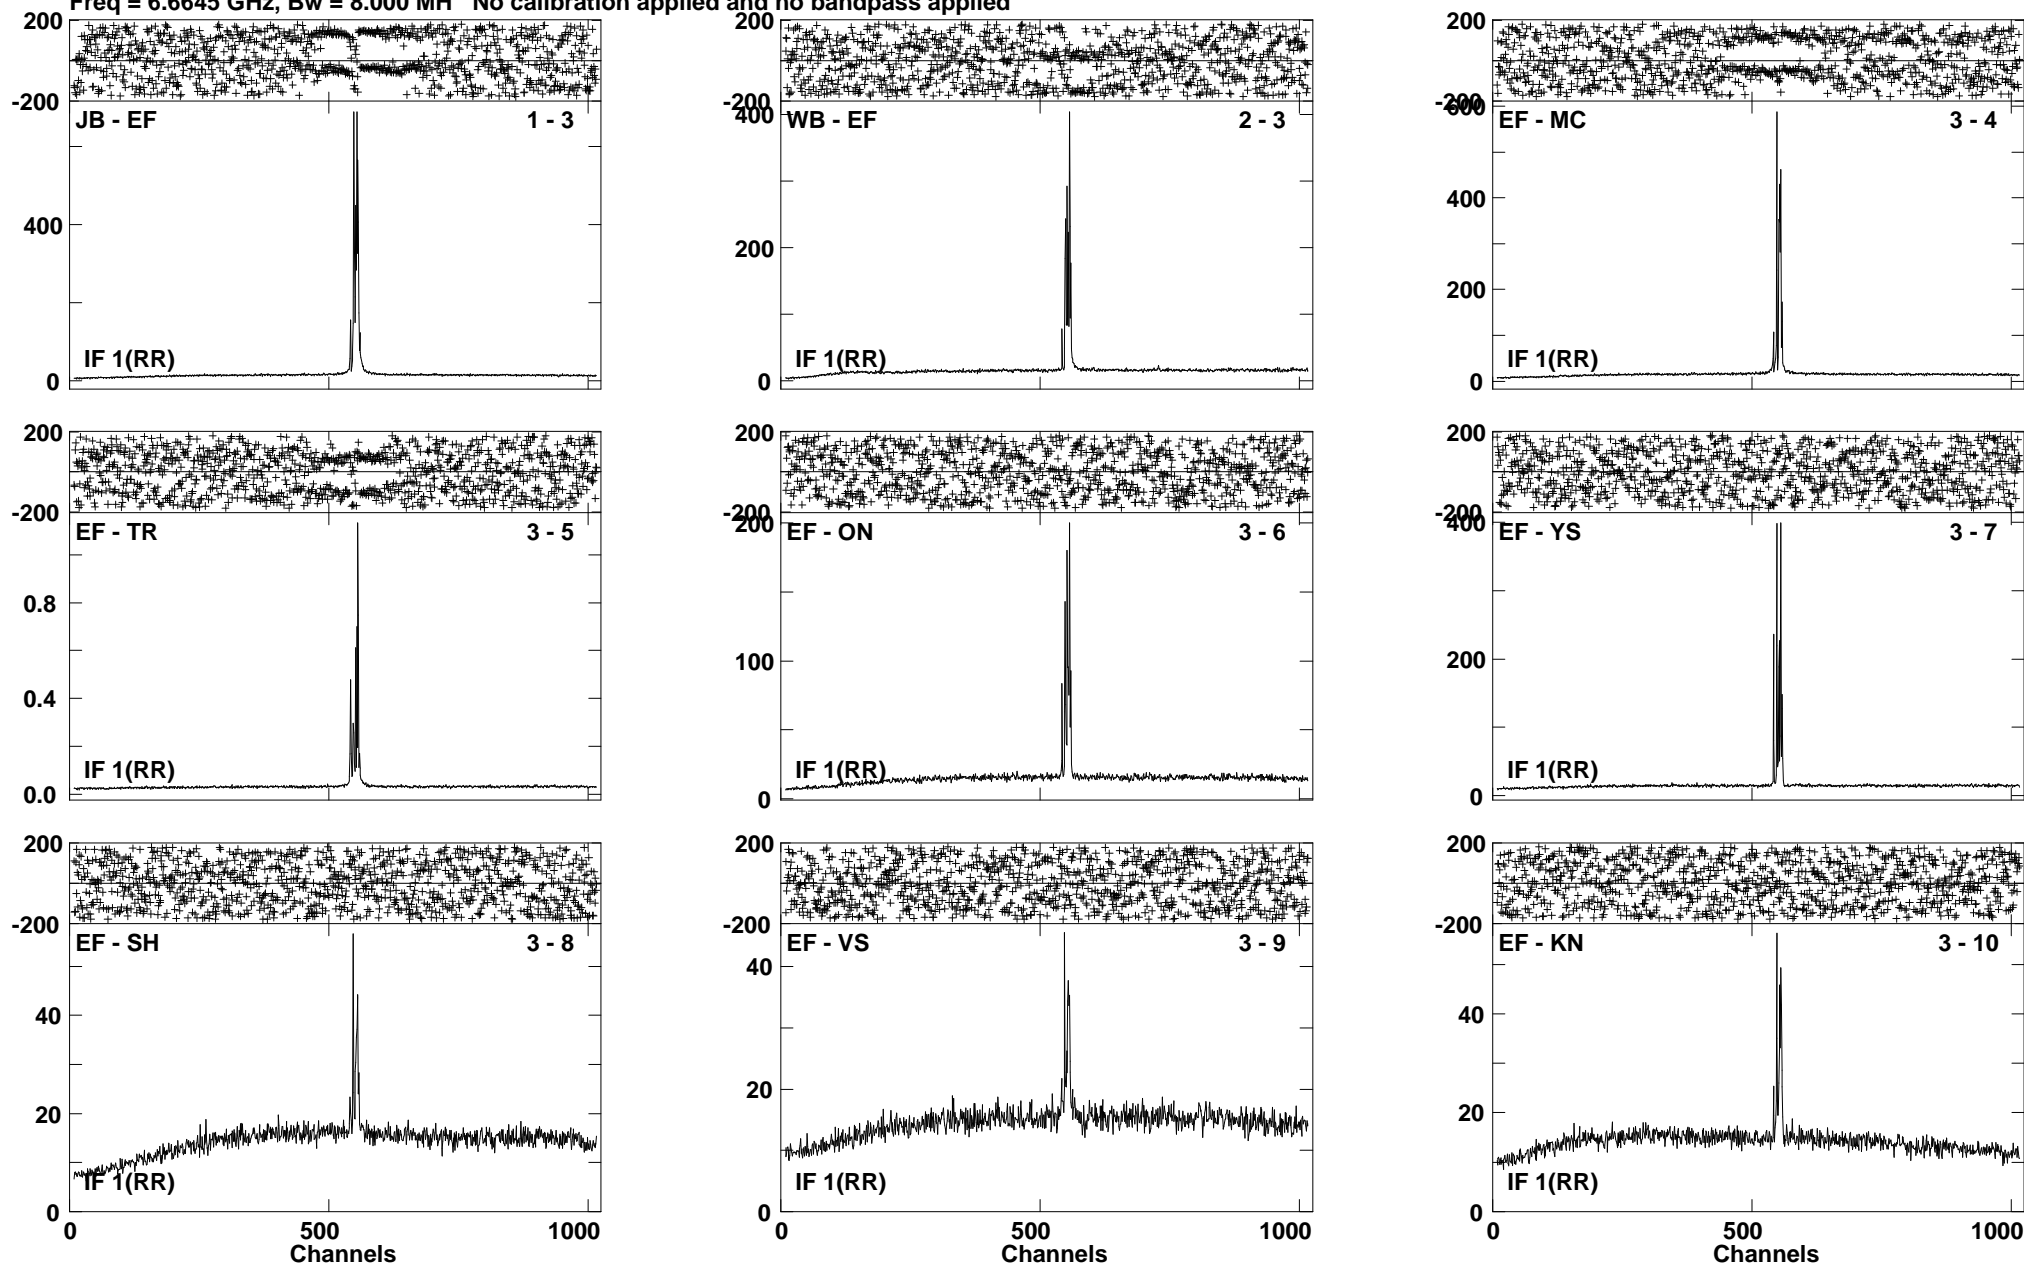 Freq = 6.6645 GHz, Bw = 8.000 MH No calibration applied and no bandpass applied
200
-200
JB - EF 1 - 3
400
IF 1(RR)
0
200
-200
400
WB - EF 2 - 3
200
IF 1(RR)
0
200
-200
600
EF - MC 3 - 4
400
200
IF 1(RR)
0
200
-200
EF - TR 3 - 5
0.8
0.4
IF 1(RR)
0.0
200
-200
200
EF - ON 3 - 6
100
IF 1(RR)
0
200
-200
400
EF - YS 3 - 7
200
IF 1(RR)
0
200
-200
EF - SH 3 - 8
40
20
IF 1(RR)
0
0 500 1000
Channels
200
-200
EF - VS 3 - 9
40
20
IF 1(RR)
0
0 500 1000
Channels
200
-200
EF - KN 3 - 10
40
20
IF 1(RR)
0
0 500 1000
Channels